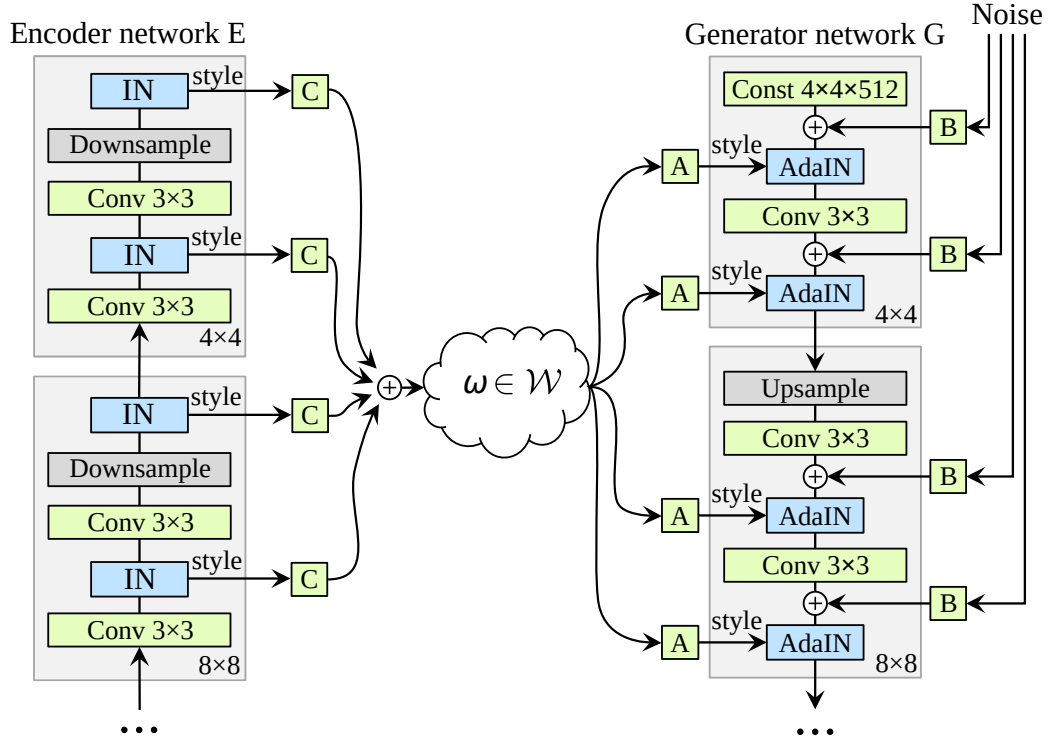 Encoder network E
IN
style
C
Downsample
Conv 3×3
IN
style
C
Conv 3×3
4×4
IN
style
C
Downsample
Conv 3×3
IN
style
C
Conv 3×3
8×8
...
+
ω ∈ 𝒲
Noise
Generator network G
Const 4×4×512
+
B
A
style
AdaIN
Conv 3×3
+
B
A
style
AdaIN
4×4
Upsample
Conv 3×3
+
B
A
style
AdaIN
Conv 3×3
+
B
A
style
AdaIN
8×8
...